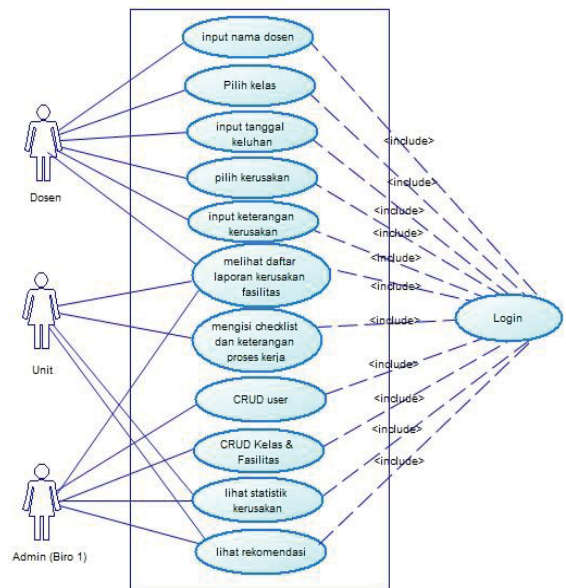 input nama dosen
Pilih kelas
input tanggal
keluhan
pilih kerusakan
input keterangan
kerusakan
melihat daftar
laporan kerusakan
fasilitas
mengisi checklist
dan keterangan
proses kerja
CRUD user
CRUD Kelas &
Fasilitas
lihat statistik
kerusakan
lihat rekomendasi
Dosen
Unit
Admin (Biro 1)
<include>
<include>
<include>
<include>
<include>
<include>
<include>
<include>
<include>
<include>
Login